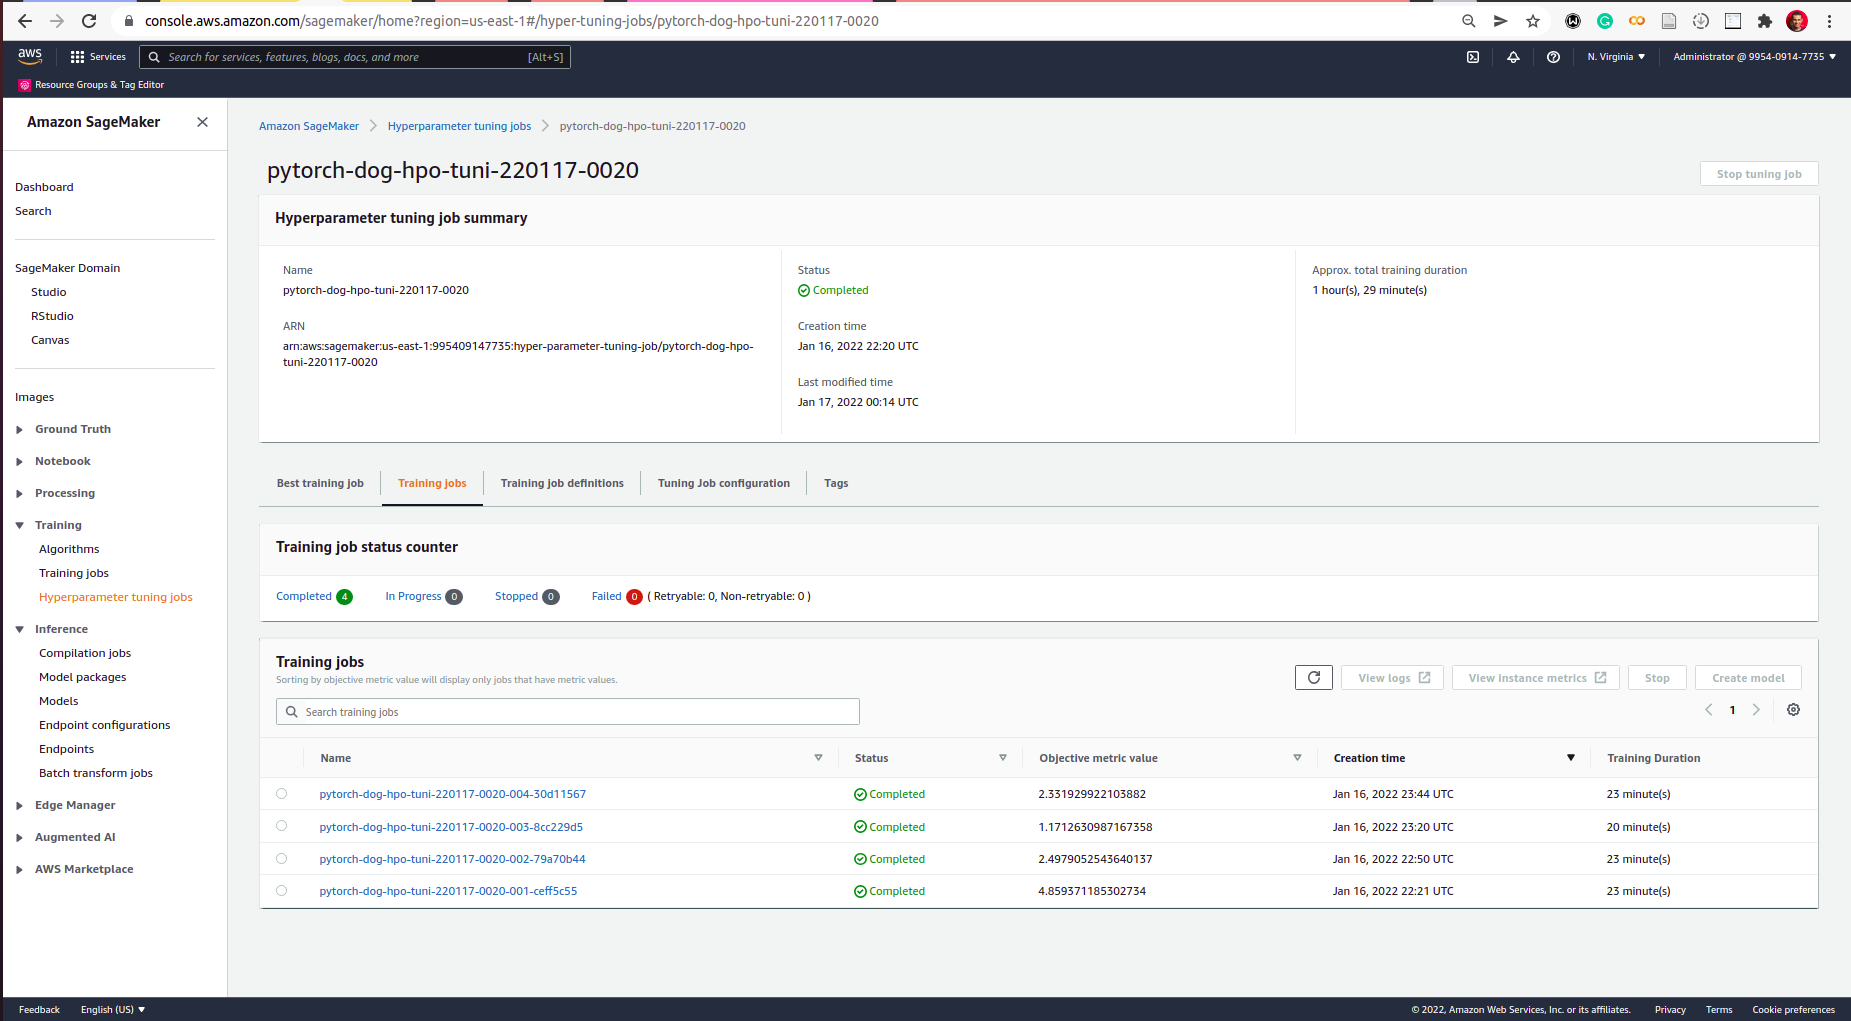 console.aws.amazon.com/sagemaker/home?region=us-east-1#/hyper-tuning-jobs/pytorch-dog-hpo-tuni-220117-0020
aws Services Search for services, features, blogs, docs, and more [Alt+S] N. Virginia Administrator @ 9954-0914-7735
Resource Groups & Tag Editor
Amazon SageMaker
Dashboard
Search
SageMaker Domain
Studio
RStudio
Canvas
Images
Ground Truth
Notebook
Processing
Training
Algorithms
Training jobs
Hyperparameter tuning jobs
Inference
Compilation jobs
Model packages
Models
Endpoint configurations
Endpoints
Batch transform jobs
Edge Manager
Augmented AI
AWS Marketplace
Amazon SageMaker Hyperparameter tuning jobs pytorch-dog-hpo-tuni-220117-0020
pytorch-dog-hpo-tuni-220117-0020 Stop tuning job
Hyperparameter tuning job summary
Name
pytorch-dog-hpo-tuni-220117-0020
ARN
arn:aws:sagemaker:us-east-1:995409147735:hyper-parameter-tuning-job/pytorch-dog-hpo-
tuni-220117-0020
Status
Completed
Creation time
Jan 16, 2022 22:20 UTC
Last modified time
Jan 17, 2022 00:14 UTC
Approx. total training duration
1 hour(s), 29 minute(s)
Best training job Training jobs Training job definitions Tuning Job configuration Tags
Training job status counter
Completed 4 In Progress 0 Stopped 0 Failed 0 ( Retryable: 0, Non-retryable: 0 )
Training jobs
Sorting by objective metric value will display only jobs that have metric values.
View logs View instance metrics Stop Create model
Search training jobs
1
Name Status Objective metric value Creation time Training Duration
pytorch-dog-hpo-tuni-220117-0020-004-30d11567 Completed 2.331929922103882 Jan 16, 2022 23:44 UTC 23 minute(s)
pytorch-dog-hpo-tuni-220117-0020-003-8cc229d5 Completed 1.1712630987167358 Jan 16, 2022 23:20 UTC 20 minute(s)
pytorch-dog-hpo-tuni-220117-0020-002-79a70b44 Completed 2.4979052543640137 Jan 16, 2022 22:50 UTC 23 minute(s)
pytorch-dog-hpo-tuni-220117-0020-001-ceff5c55 Completed 4.859371185302734 Jan 16, 2022 22:21 UTC 23 minute(s)
Feedback English (US) © 2022, Amazon Web Services, Inc. or its affiliates. Privacy Terms Cookie preferences